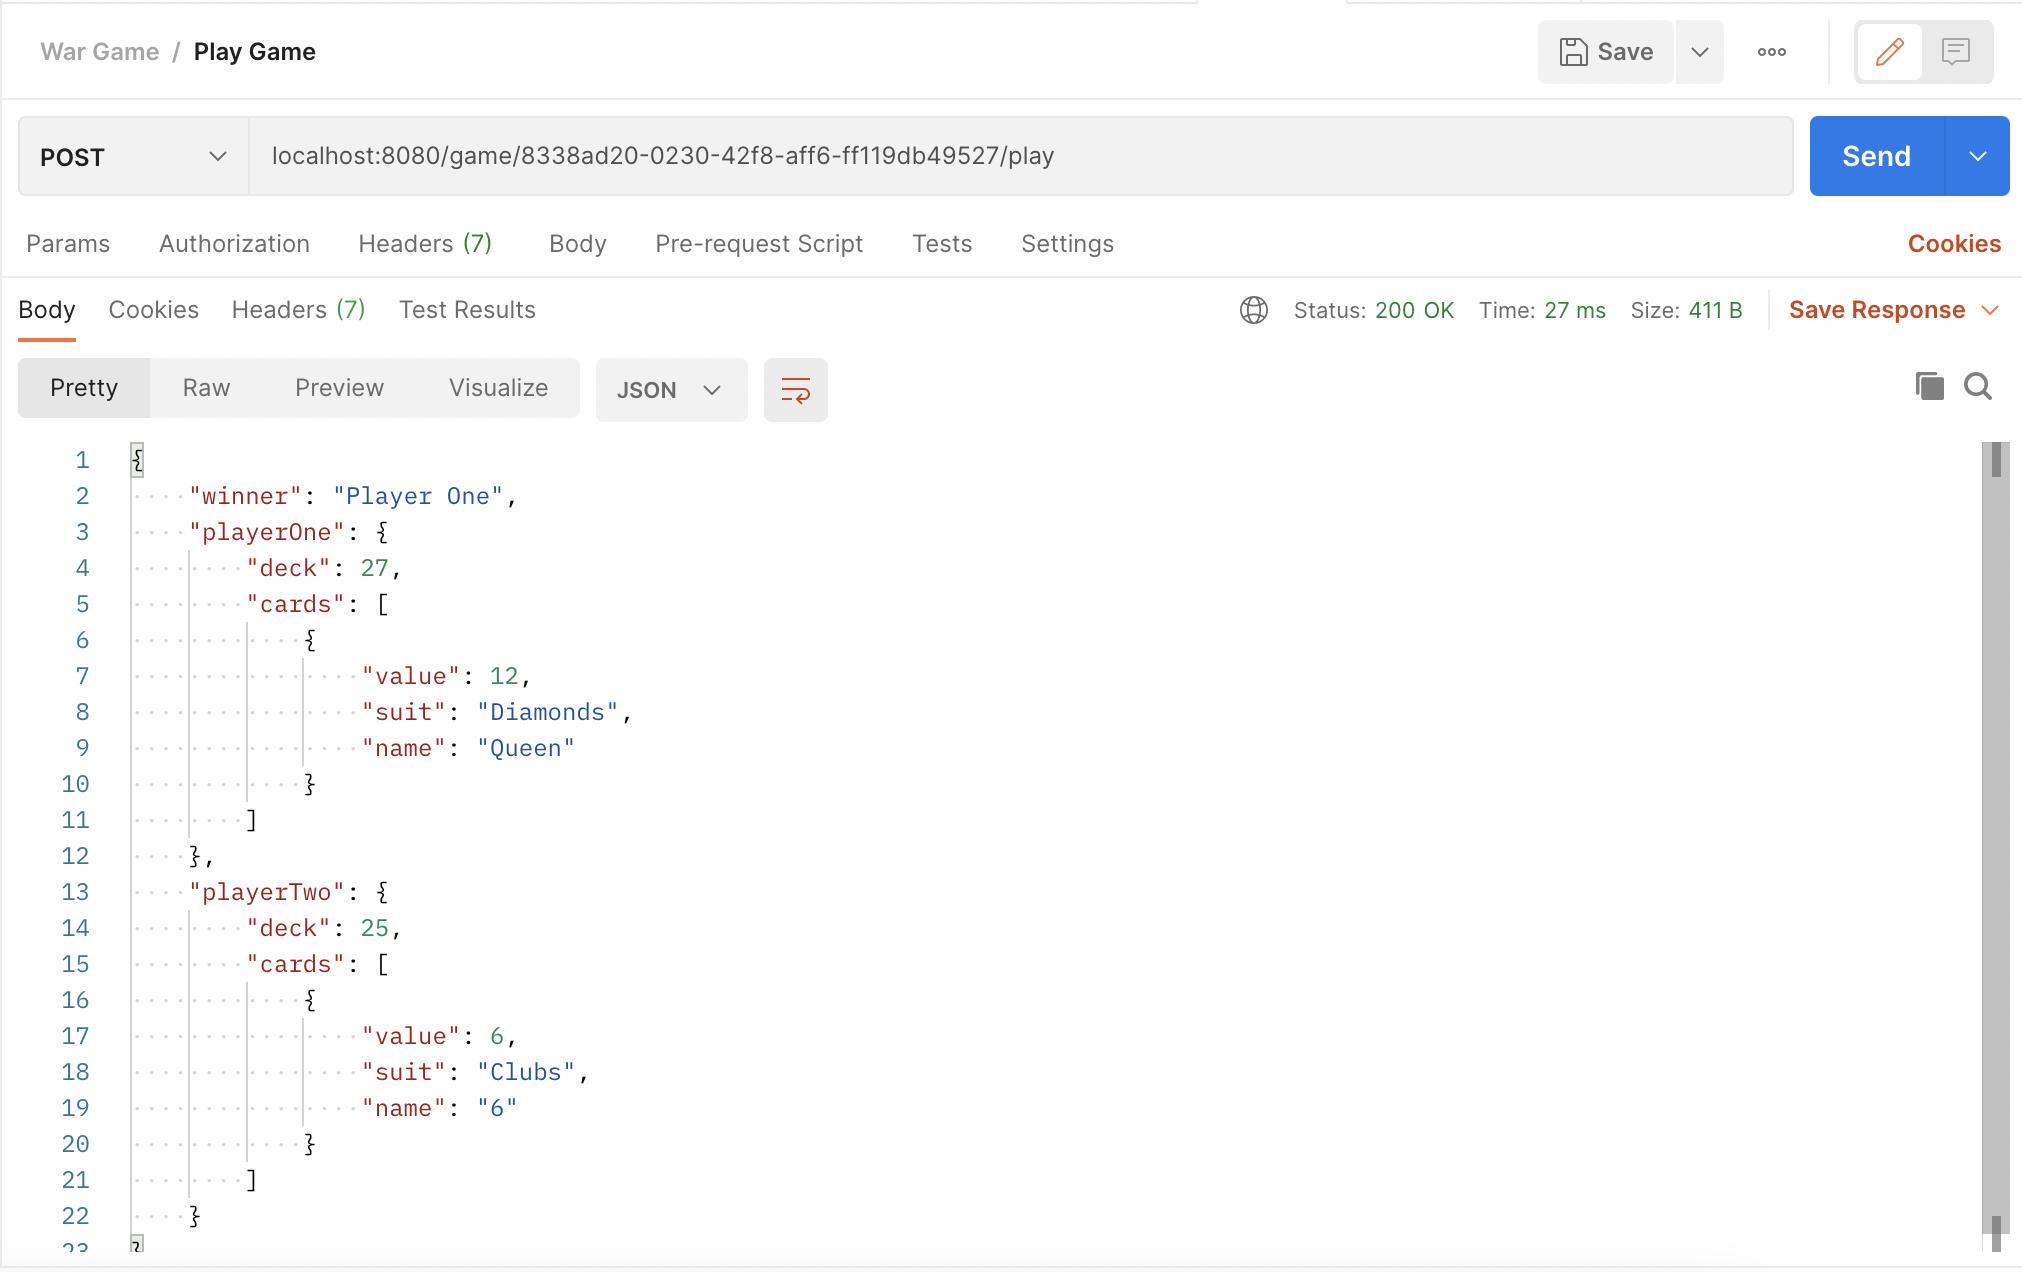 War Game / Play Game
Save
POST
localhost:8080/game/8338ad20-0230-42f8-aff6-ff119db49527/play
Send
Params Authorization Headers (7) Body Pre-request Script Tests Settings Cookies
Body Cookies Headers (7) Test Results Status: 200 OK Time: 27 ms Size: 411 B Save Response
Pretty Raw Preview Visualize JSON
1 {
2 "winner": "Player One",
3 "playerOne": {
4 "deck": 27,
5 "cards": [
6 {
7 "value": 12,
8 "suit": "Diamonds",
9 "name": "Queen"
10 }
11 ]
12 },
13 "playerTwo": {
14 "deck": 25,
15 "cards": [
16 {
17 "value": 6,
18 "suit": "Clubs",
19 "name": "6"
20 }
21 ]
22 }
23 }